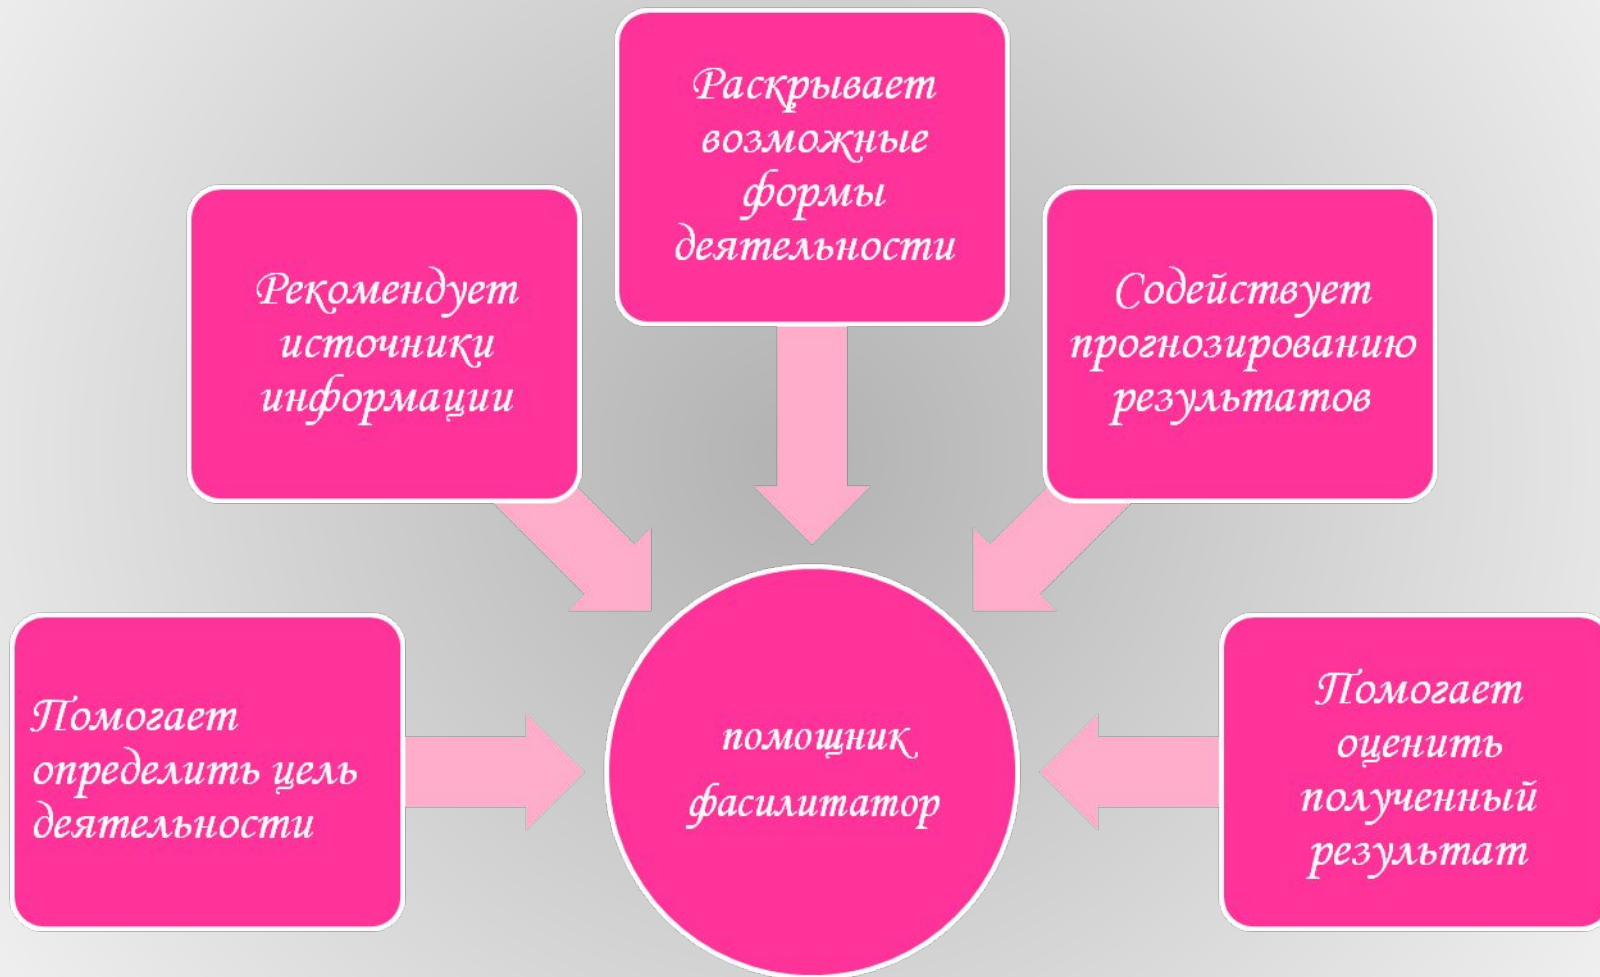 Раскрывает
возможные
формы
деятельности
Рекомендует
источники
информации
Содействует
прогнозированию
результатов
Помогает
определить цель
деятельности
помощник
фасилитатор
Помогает
оценить
полученный
результат